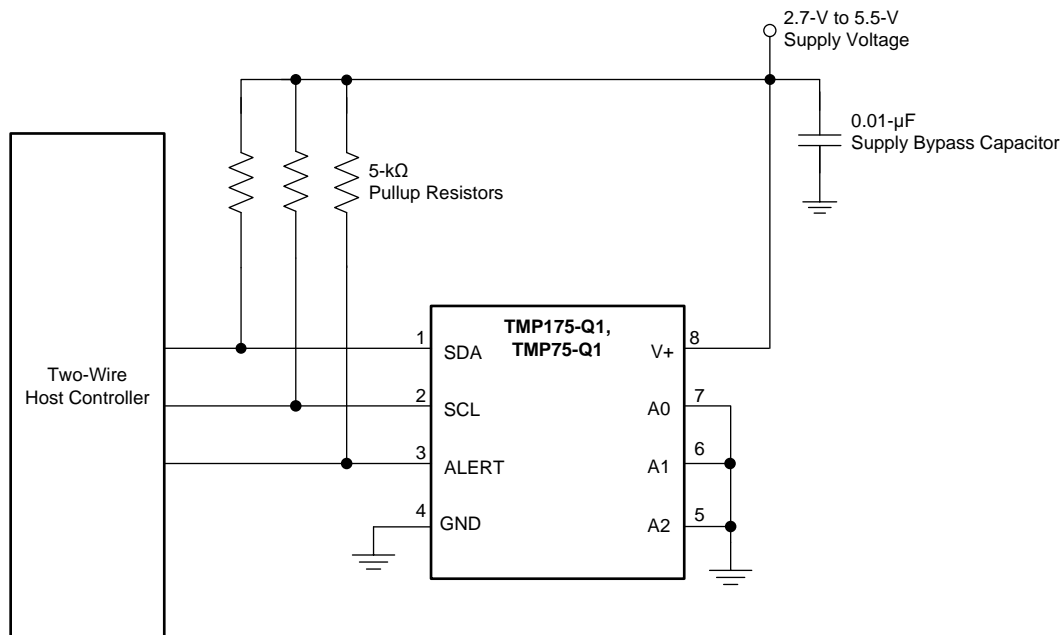 2.7-V to 5.5-V
Supply Voltage
0.01-µF
Supply Bypass Capacitor
5-kΩ
Pullup Resistors
Two-Wire
Host Controller
TMP175-Q1,
TMP75-Q1
1
SDA
V+
8
2
SCL
A0
7
3
ALERT
A1
6
4
GND
A2
5